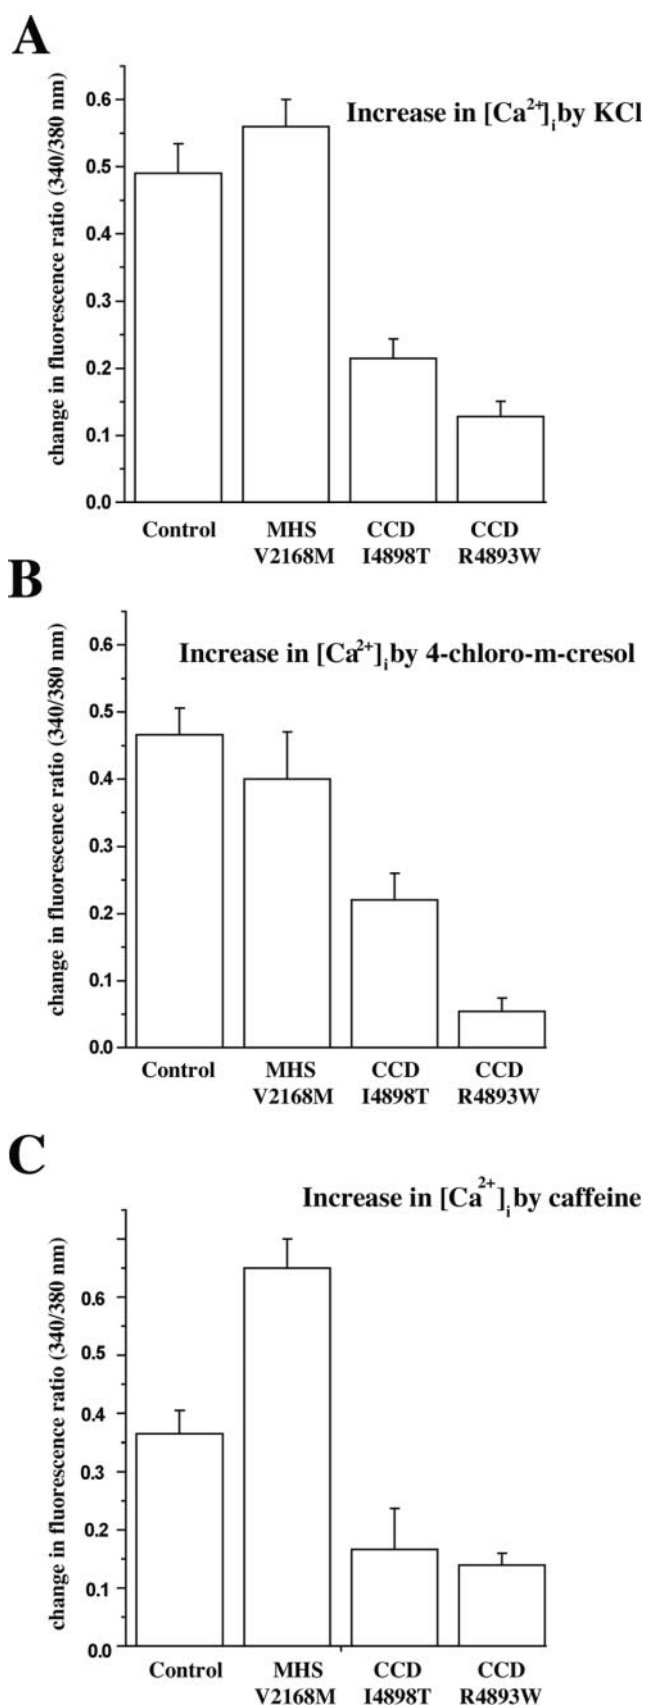 A
Increase in [Ca²⁺]ᵢ by KCl
change in fluorescence ratio (340/380 nm)
0.6
0.5
0.4
0.3
0.2
0.1
0.0
Control MHS CCD CCD
V2168M I4898T R4893W
B
Increase in [Ca²⁺]ᵢ by 4-chloro-m-cresol
change in fluorescence ratio (340/380 nm)
0.6
0.5
0.4
0.3
0.2
0.1
0.0
Control MHS CCD CCD
V2168M I4898T R4893W
C
Increase in [Ca²⁺]ᵢ by caffeine
change in fluorescence ratio (340/380 nm)
0.6
0.5
0.4
0.3
0.2
0.1
0.0
Control MHS CCD CCD
V2168M I4898T R4893W